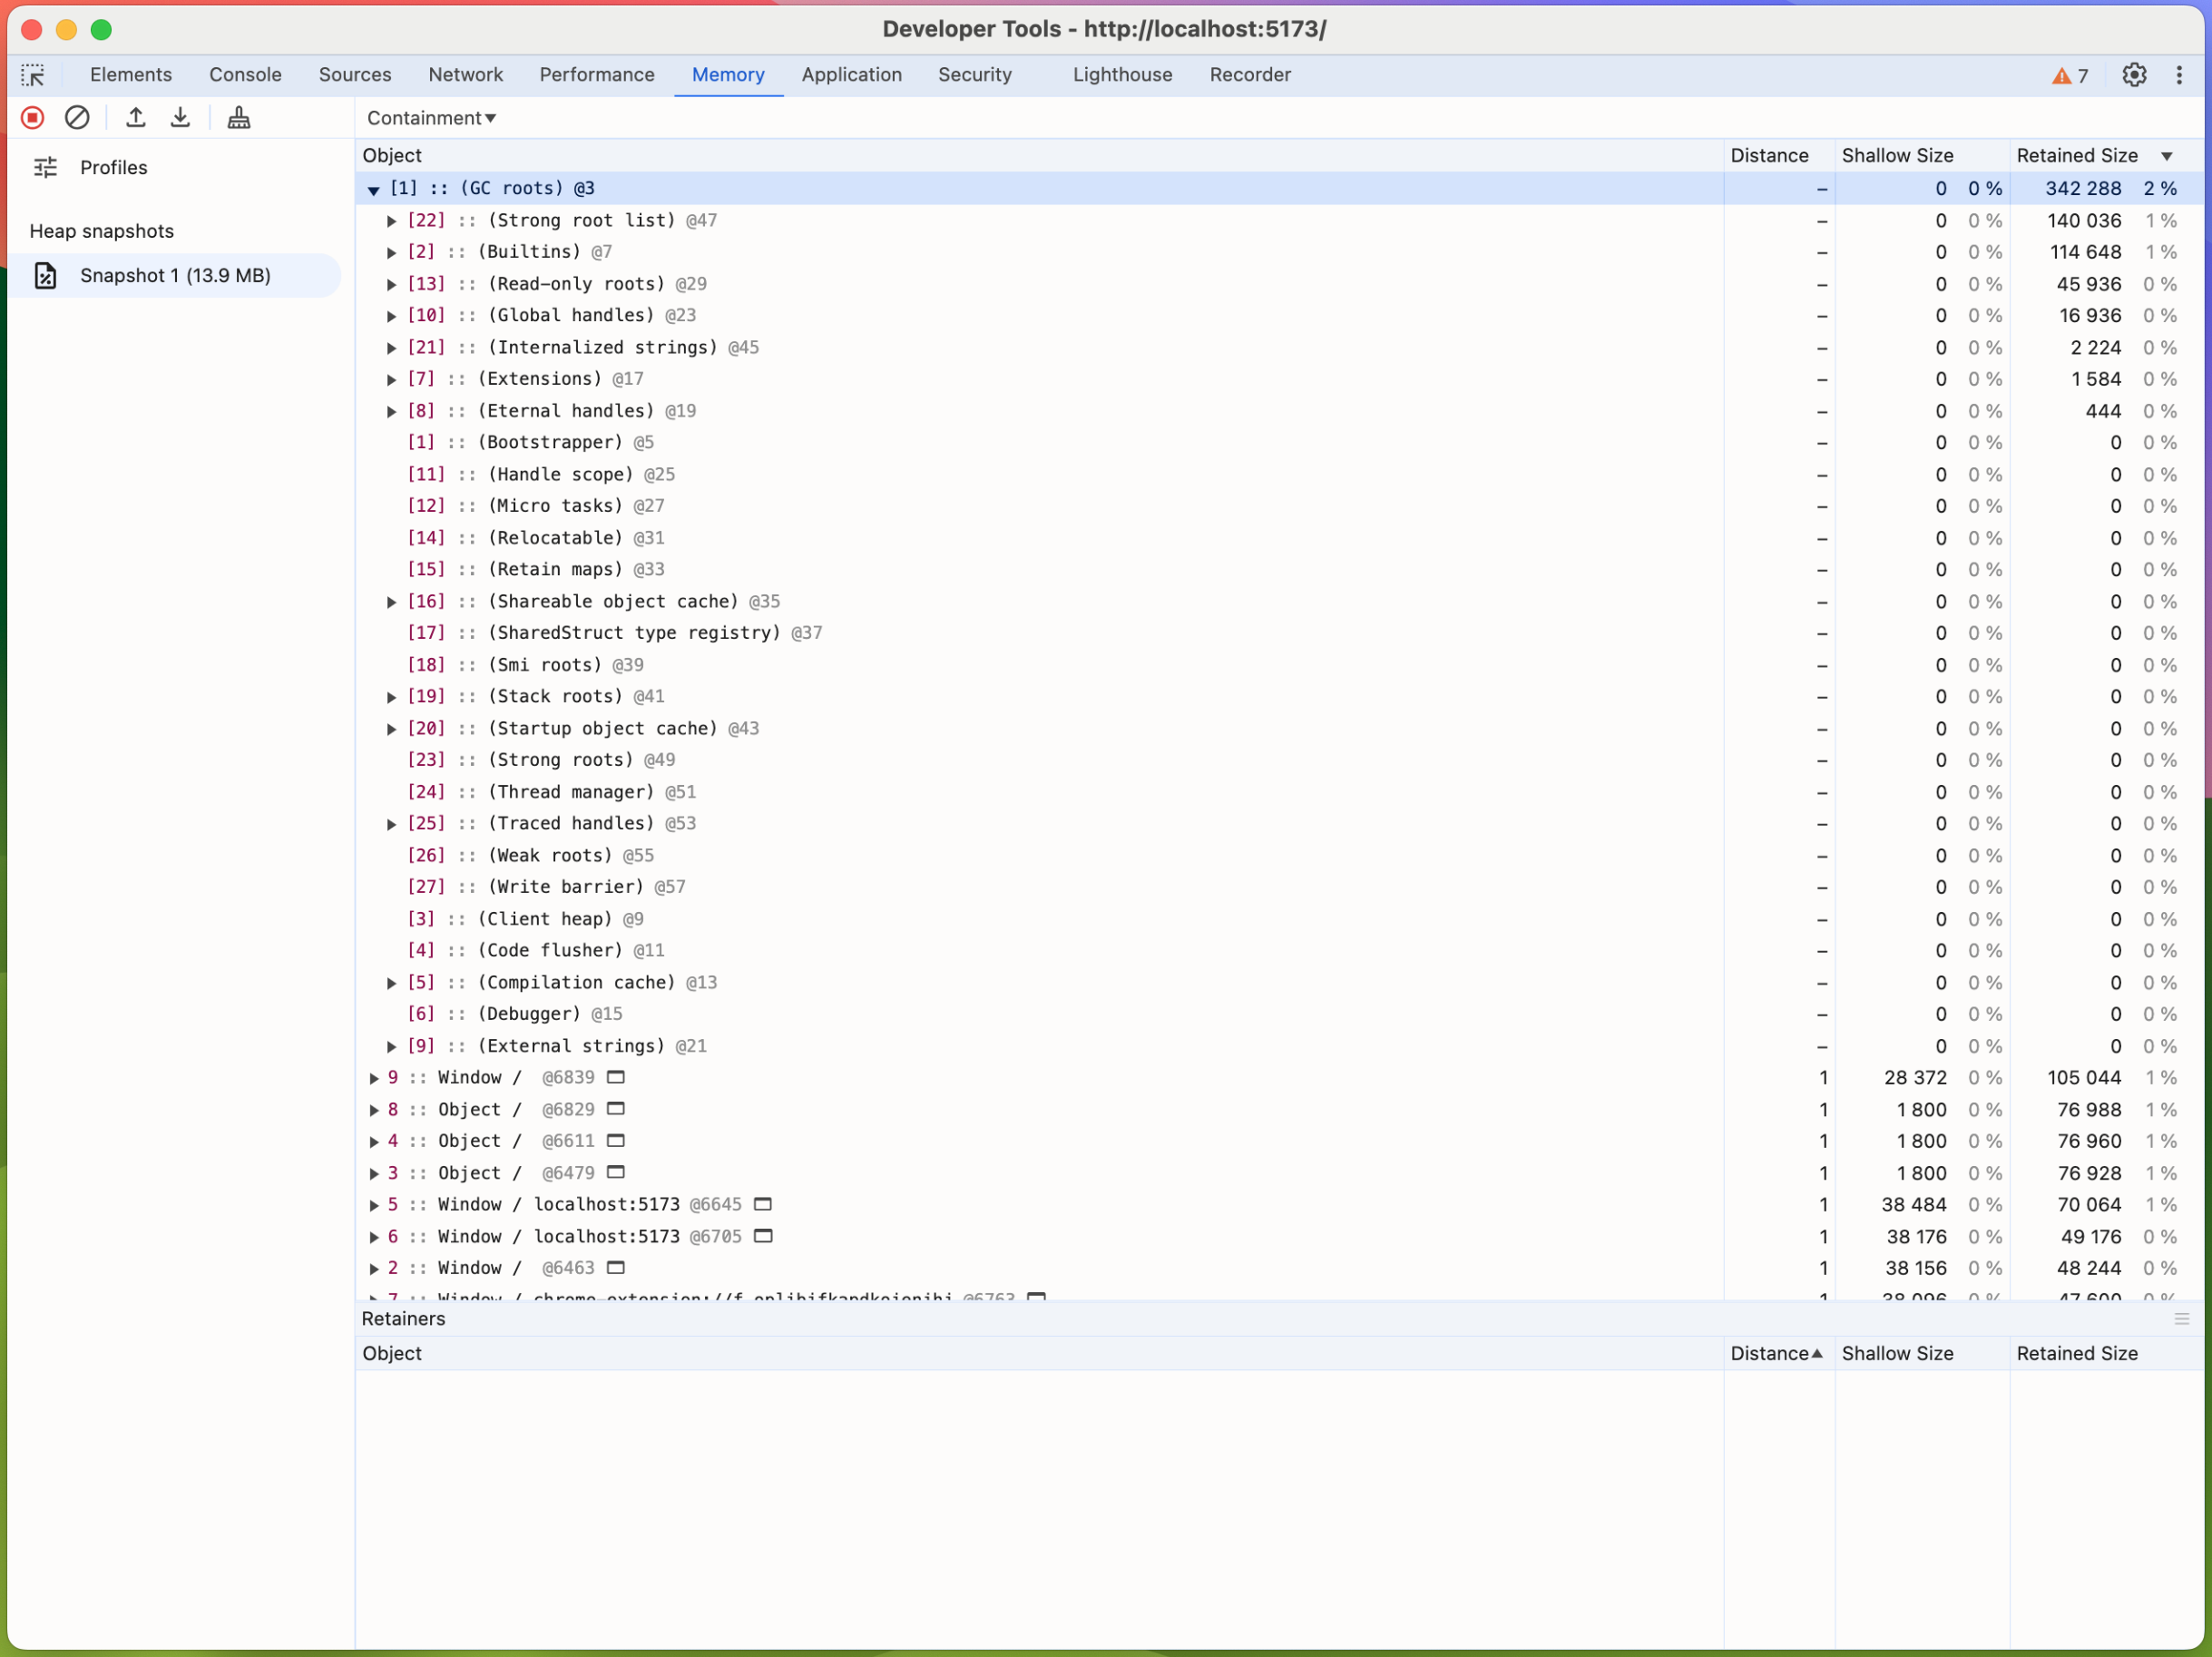 Developer Tools - http://localhost:5173/
Elements Console Sources Network Performance Memory Application Security Lighthouse Recorder 7
Containment▼
Profiles
Heap snapshots
Snapshot 1 (13.9 MB)
Object Distance Shallow Size Retained Size ▼
▼ [1] :: (GC roots) @3 – 0 0 % 342 288 2 %
▶ [22] :: (Strong root list) @47 – 0 0 % 140 036 1 %
▶ [2] :: (Builtins) @7 – 0 0 % 114 648 1 %
▶ [13] :: (Read-only roots) @29 – 0 0 % 45 936 0 %
▶ [10] :: (Global handles) @23 – 0 0 % 16 936 0 %
▶ [21] :: (Internalized strings) @45 – 0 0 % 2 224 0 %
▶ [7] :: (Extensions) @17 – 0 0 % 1 584 0 %
▶ [8] :: (Eternal handles) @19 – 0 0 % 444 0 %
[1] :: (Bootstrapper) @5 – 0 0 % 0 0 %
[11] :: (Handle scope) @25 – 0 0 % 0 0 %
[12] :: (Micro tasks) @27 – 0 0 % 0 0 %
[14] :: (Relocatable) @31 – 0 0 % 0 0 %
[15] :: (Retain maps) @33 – 0 0 % 0 0 %
▶ [16] :: (Shareable object cache) @35 – 0 0 % 0 0 %
[17] :: (SharedStruct type registry) @37 – 0 0 % 0 0 %
[18] :: (Smi roots) @39 – 0 0 % 0 0 %
▶ [19] :: (Stack roots) @41 – 0 0 % 0 0 %
▶ [20] :: (Startup object cache) @43 – 0 0 % 0 0 %
[23] :: (Strong roots) @49 – 0 0 % 0 0 %
[24] :: (Thread manager) @51 – 0 0 % 0 0 %
▶ [25] :: (Traced handles) @53 – 0 0 % 0 0 %
[26] :: (Weak roots) @55 – 0 0 % 0 0 %
[27] :: (Write barrier) @57 – 0 0 % 0 0 %
[3] :: (Client heap) @9 – 0 0 % 0 0 %
[4] :: (Code flusher) @11 – 0 0 % 0 0 %
▶ [5] :: (Compilation cache) @13 – 0 0 % 0 0 %
[6] :: (Debugger) @15 – 0 0 % 0 0 %
▶ [9] :: (External strings) @21 – 0 0 % 0 0 %
▶ 9 :: Window / @6839 1 28 372 0 % 105 044 1 %
▶ 8 :: Object / @6829 1 1 800 0 % 76 988 1 %
▶ 4 :: Object / @6611 1 1 800 0 % 76 960 1 %
▶ 3 :: Object / @6479 1 1 800 0 % 76 928 1 %
▶ 5 :: Window / localhost:5173 @6645 1 38 484 0 % 70 064 1 %
▶ 6 :: Window / localhost:5173 @6705 1 38 176 0 % 49 176 0 %
▶ 2 :: Window / @6463 1 38 156 0 % 48 244 0 %
▶ 7 :: Window / @6763 1 38 096 0 % 47 600 0 %
Retainers
Object Distance▲ Shallow Size Retained Size